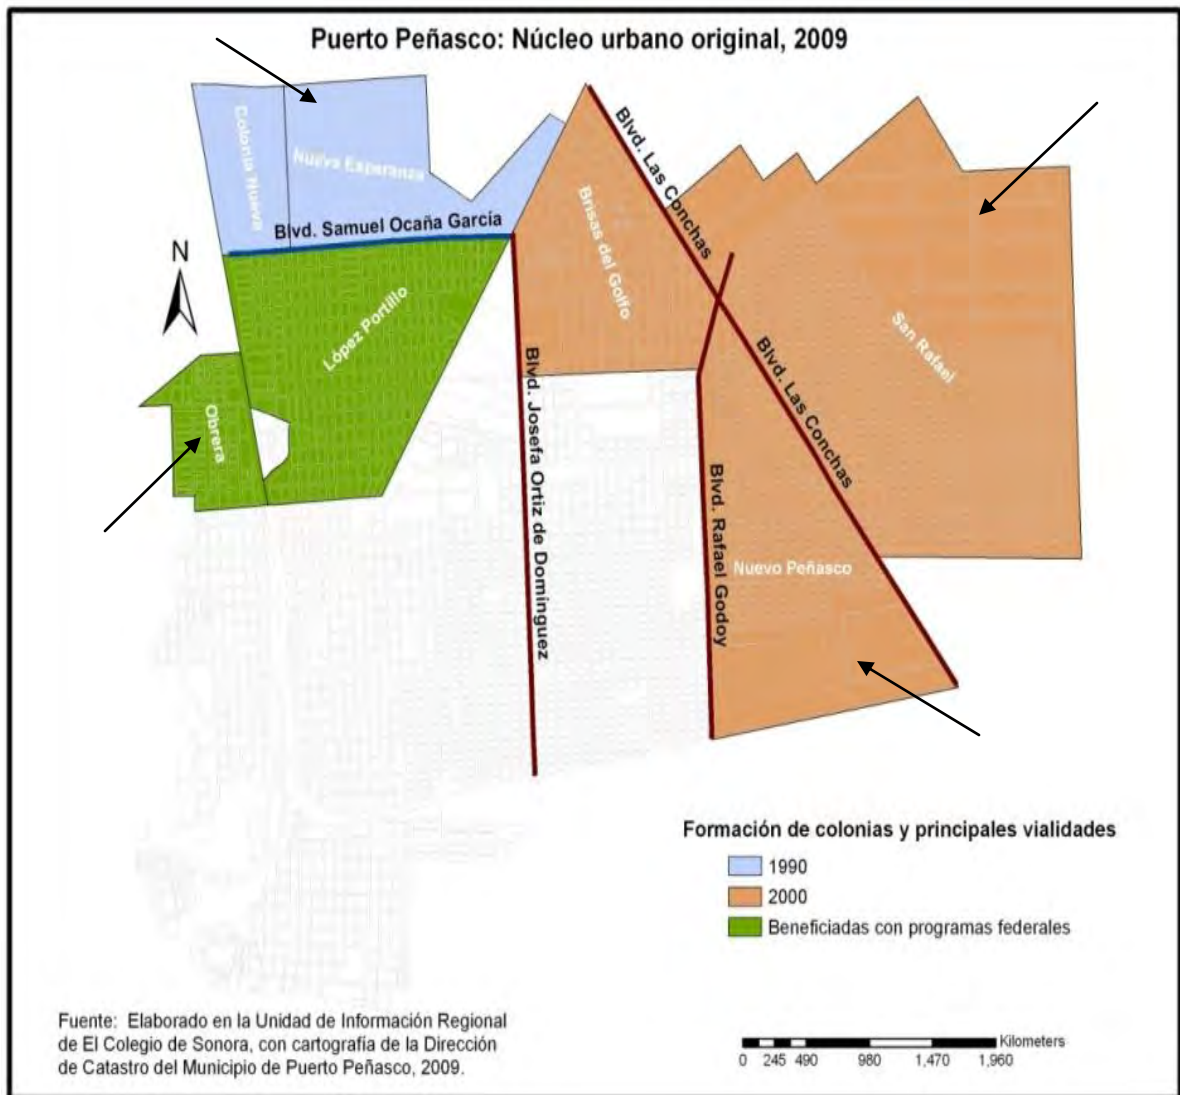 Puerto Peñasco: Núcleo urbano original, 2009
Colonia Nueva
Nueva Esperanza
Blvd. Samuel Ocaña García
Blvd. Las Conchas
Brisas del Golfo
N
López Portillo
San Rafael
Blvd. Las Conchas
Obrera
Blvd. Josefa Ortiz de Domínguez
Blvd. Rafael Godoy
Nuevo Peñasco
Formación de colonias y principales vialidades
1990
2000
Beneficiadas con programas federales
Fuente: Elaborado en la Unidad de Información Regional
de El Colegio de Sonora, con cartografía de la Dirección
de Catastro del Municipio de Puerto Peñasco, 2009.
Kilometers
0 245 490 980 1,470 1,960